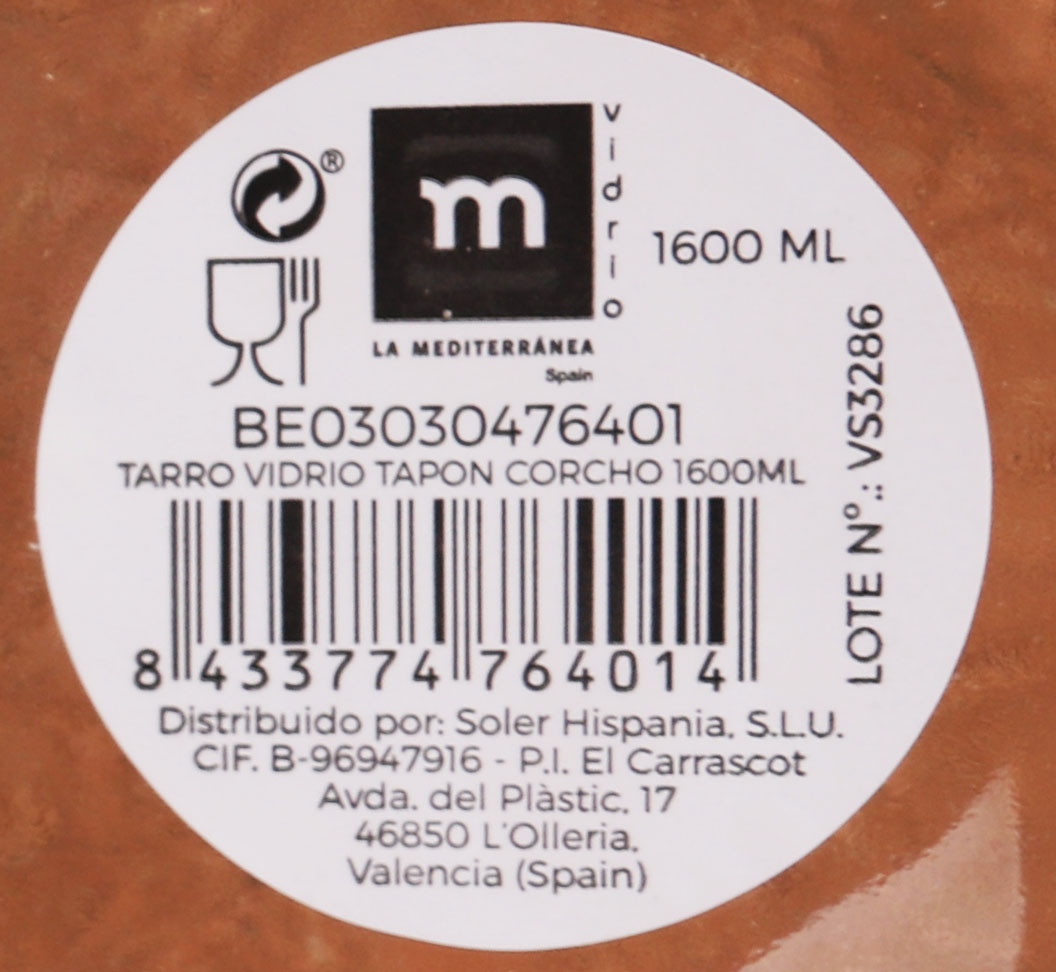 ®
m
vidrio
1600 ML
LA MEDITERRÁNEA
Spain
BE03030476401
TARRO VIDRIO TAPON CORCHO 1600ML
8 433774 764014
LOTE Nº.: VS3286
Distribuido por: Soler Hispania, S.L.U.
CIF. B-96947916 - P.I. El Carrascot
Avda. del Plàstic, 17
46850 L'Olleria,
Valencia (Spain)